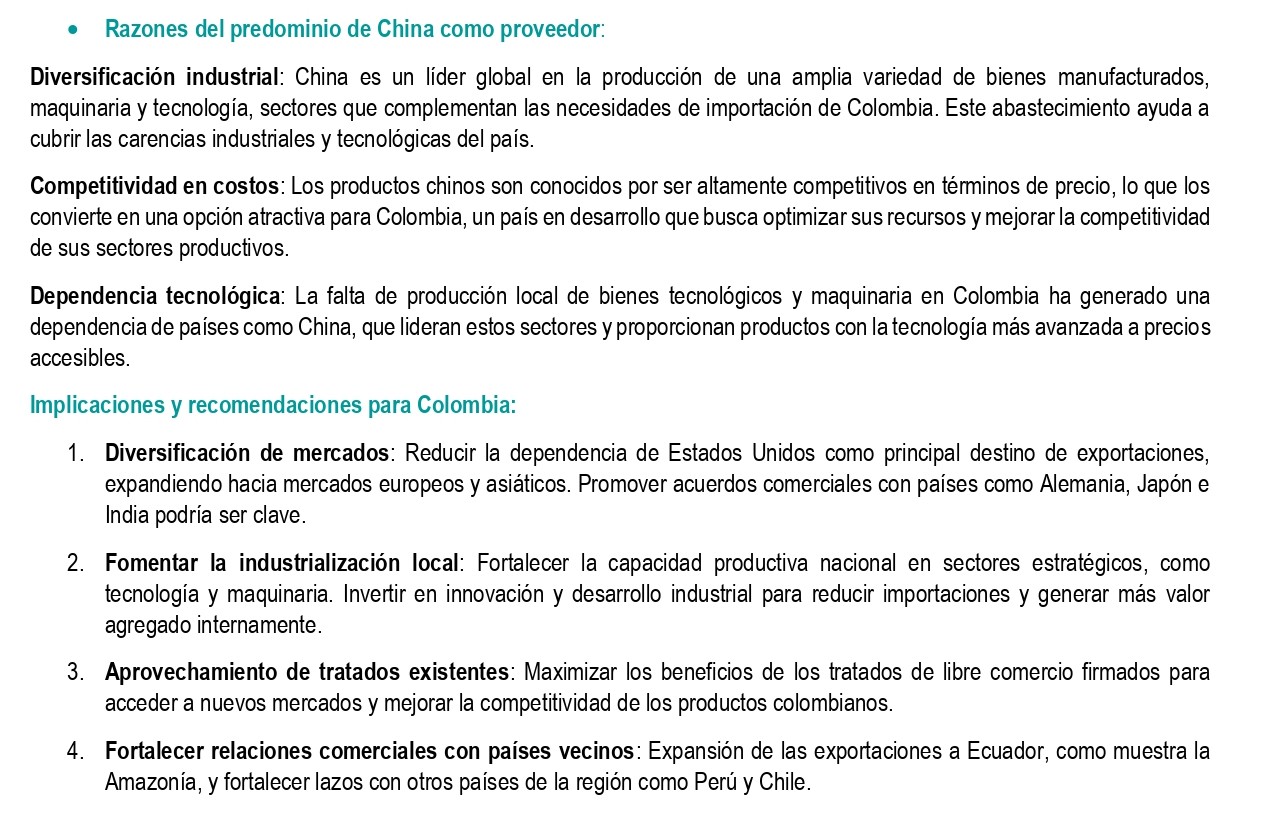 • Razones del predominio de China como proveedor:
Diversificación industrial: China es un líder global en la producción de una amplia variedad de bienes manufacturados,
maquinaria y tecnología, sectores que complementan las necesidades de importación de Colombia. Este abastecimiento ayuda a
cubrir las carencias industriales y tecnológicas del país.
Competitividad en costos: Los productos chinos son conocidos por ser altamente competitivos en términos de precio, lo que los
convierte en una opción atractiva para Colombia, un país en desarrollo que busca optimizar sus recursos y mejorar la competitividad
de sus sectores productivos.
Dependencia tecnológica: La falta de producción local de bienes tecnológicos y maquinaria en Colombia ha generado una
dependencia de países como China, que lideran estos sectores y proporcionan productos con la tecnología más avanzada a precios
accesibles.
Implicaciones y recomendaciones para Colombia:
1. Diversificación de mercados: Reducir la dependencia de Estados Unidos como principal destino de exportaciones,
expandiendo hacia mercados europeos y asiáticos. Promover acuerdos comerciales con países como Alemania, Japón e
India podría ser clave.
2. Fomentar la industrialización local: Fortalecer la capacidad productiva nacional en sectores estratégicos, como
tecnología y maquinaria. Invertir en innovación y desarrollo industrial para reducir importaciones y generar más valor
agregado internamente.
3. Aprovechamiento de tratados existentes: Maximizar los beneficios de los tratados de libre comercio firmados para
acceder a nuevos mercados y mejorar la competitividad de los productos colombianos.
4. Fortalecer relaciones comerciales con países vecinos: Expansión de las exportaciones a Ecuador, como muestra la
Amazonía, y fortalecer lazos con otros países de la región como Perú y Chile.